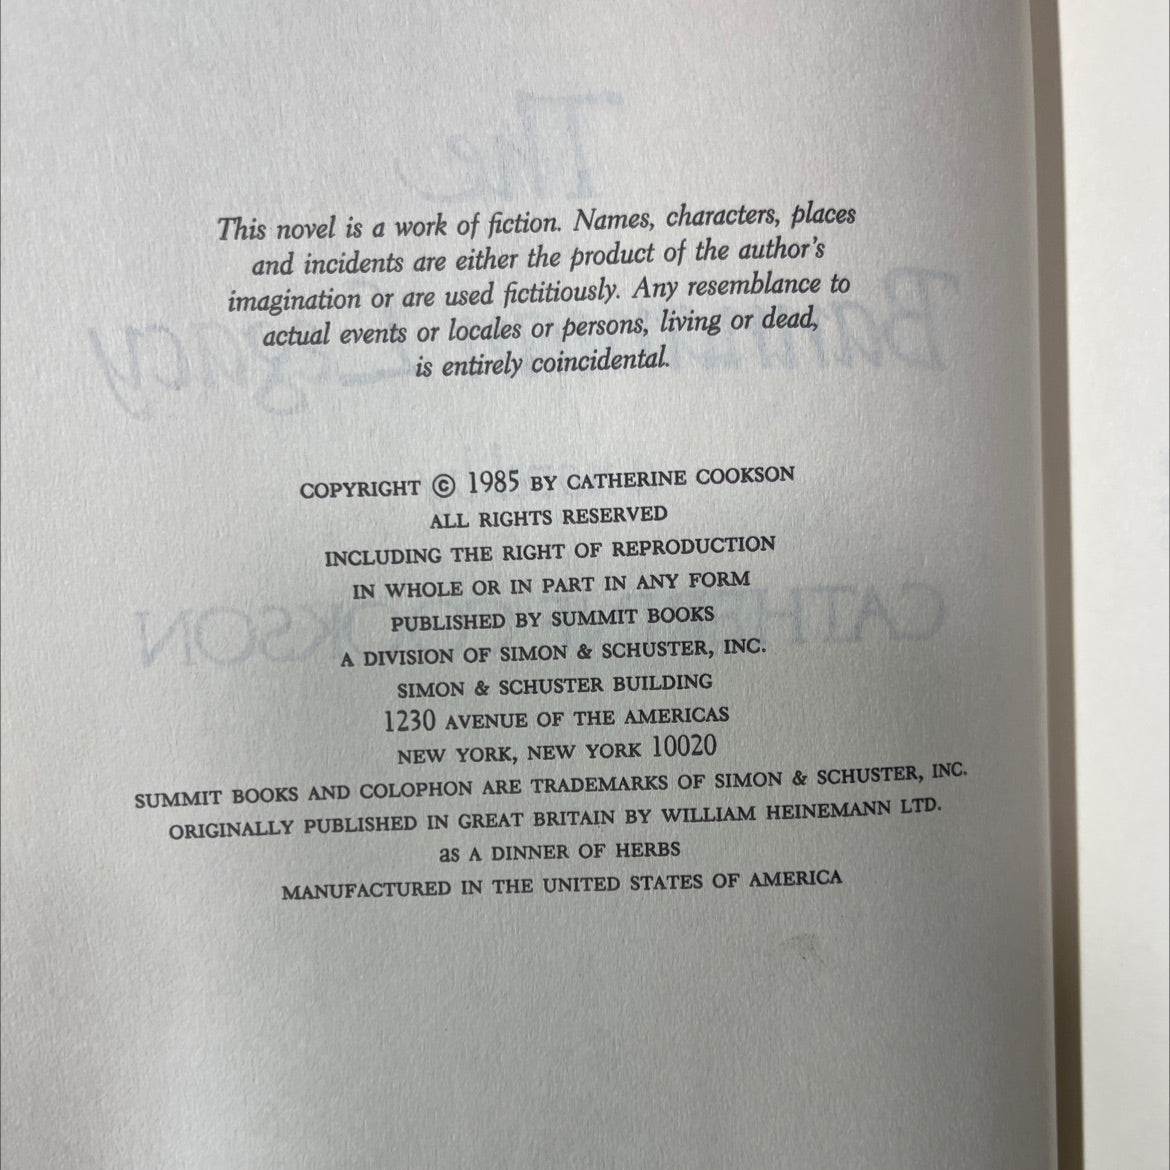 This novel is a work of fiction. Names, characters, places
and incidents are either the product of the author's
imagination or are used fictitiously. Any resemblance to
actual events or locales or persons, living or dead,
is entirely coincidental.
COPYRIGHT © 1985 BY CATHERINE COOKSON
ALL RIGHTS RESERVED
INCLUDING THE RIGHT OF REPRODUCTION
IN WHOLE OR IN PART IN ANY FORM
PUBLISHED BY SUMMIT BOOKS
A DIVISION OF SIMON & SCHUSTER, INC.
SIMON & SCHUSTER BUILDING
1230 AVENUE OF THE AMERICAS
NEW YORK, NEW YORK 10020
SUMMIT BOOKS AND COLOPHON ARE TRADEMARKS OF SIMON & SCHUSTER, INC.
ORIGINALLY PUBLISHED IN GREAT BRITAIN BY WILLIAM HEINEMANN LTD.
as A DINNER OF HERBS
MANUFACTURED IN THE UNITED STATES OF AMERICA